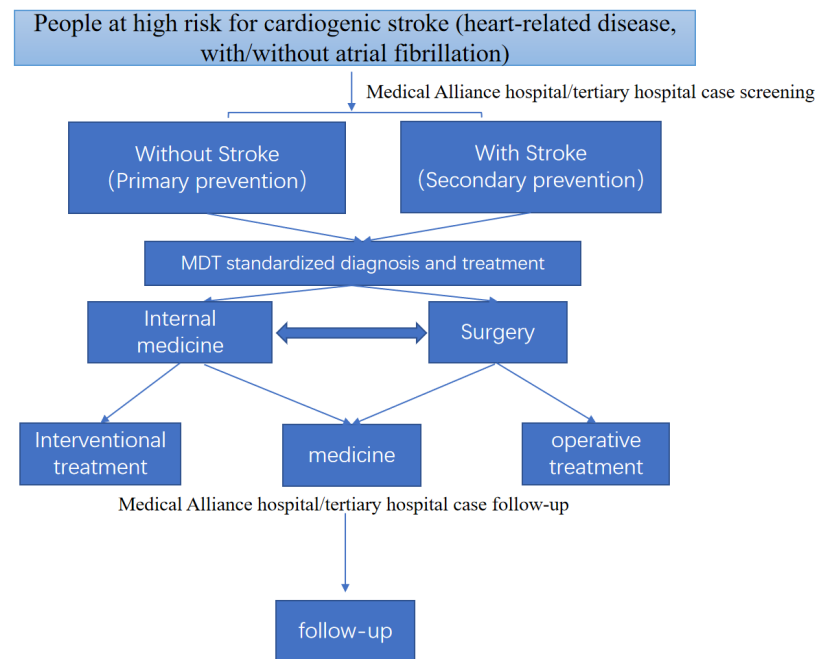 People at high risk for cardiogenic stroke (heart-related disease,
with/without atrial fibrillation)
Medical Alliance hospital/tertiary hospital case screening
Without Stroke
(Primary prevention)
With Stroke
(Secondary prevention)
MDT standardized diagnosis and treatment
Internal
medicine
Surgery
Interventional
treatment
medicine
operative
treatment
Medical Alliance hospital/tertiary hospital case follow-up
follow-up